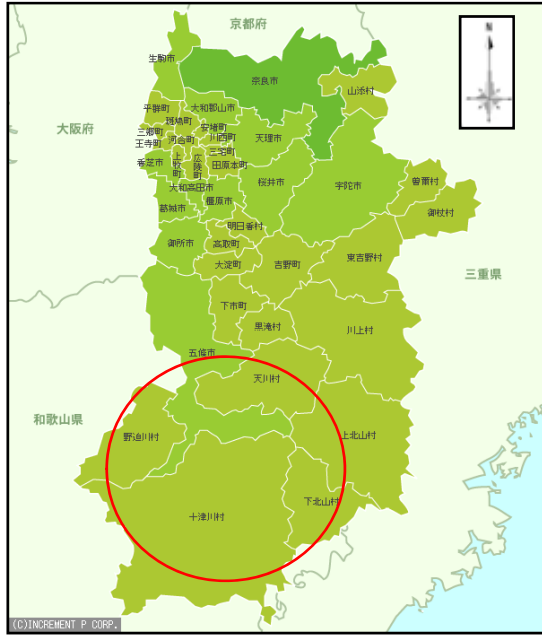 京都府
N
生駒市
奈良市
山添村
平群町
大和郡山市
斑鳩町
大阪府
安堵町
三郷町
河合町
川西町
天理市
王寺町
三宅町
香芝市
上牧町
広陵町
田原本町
曽爾村
大和高田市
桜井市
宇陀市
葛城市
橿原市
御杖村
明日香村
御所市
高取町
東吉野村
大淀町
吉野町
三重県
下市町
黒滝村
川上村
五條市
天川村
和歌山県
野迫川村
上北山村
下北山村
十津川村
(C)INCREMENT P CORP.